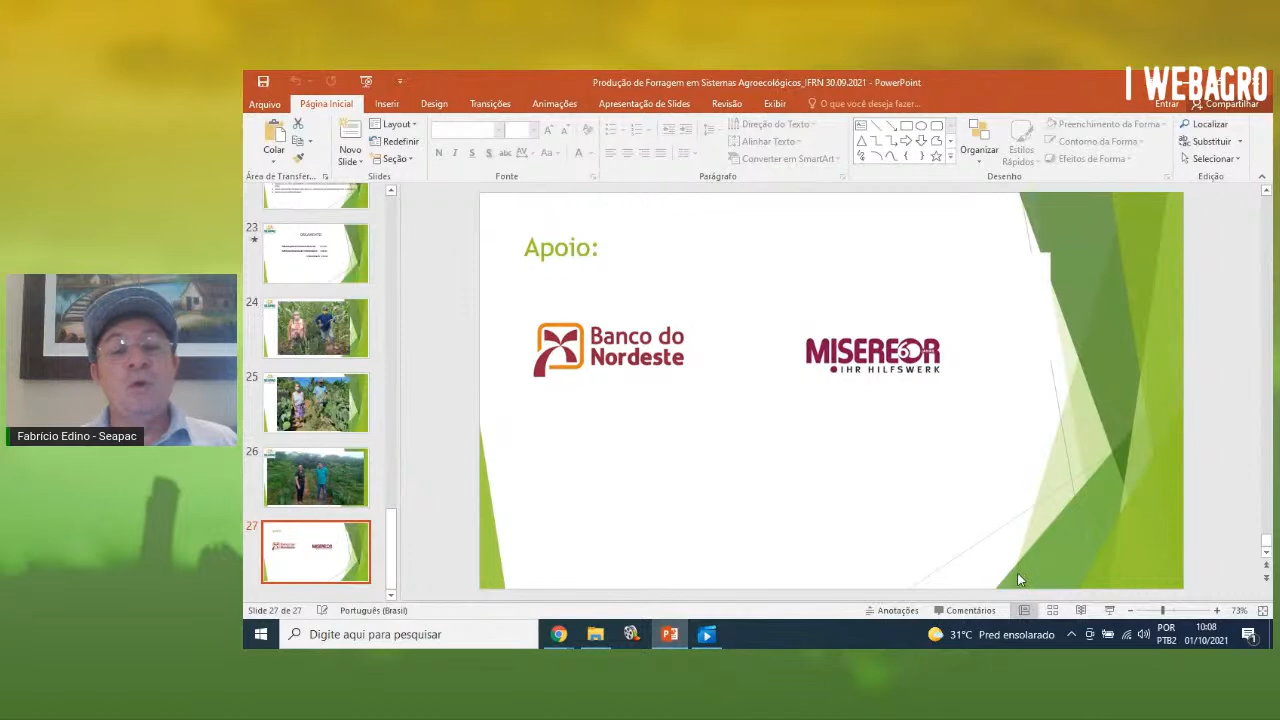 I WEBAGRO
Produção de Forragem em Sistemas Agroecológicos_IFRN 30.09.2021 - PowerPoint
Arquivo Página Inicial Inserir Design Transições Animações Apresentação de Slides Revisão Exibir O que você deseja fazer... Entrar Compartilhar
Colar
Novo Slide
Layout
Redefinir
Seção
N I S S abc AV Aa A
Direção do Texto
Alinhar Texto
Converter em SmartArt
Organizar
Estilos Rápidos
Preenchimento da Forma
Contorno da Forma
Efeitos de Forma
Localizar
Substituir
Selecionar
Área de Transfer... Slides Fonte Parágrafo Desenho Edição
23
24
25
26
27
Apoio:
Banco do
Nordeste
MISEREOR
IHR HILFSWERK
Fabrício Edino - Seapac
Slide 27 de 27 Português (Brasil) Anotações Comentários 73%
Digite aqui para pesquisar
31°C Pred ensolarado
POR
PTB2
10:08
01/10/2021